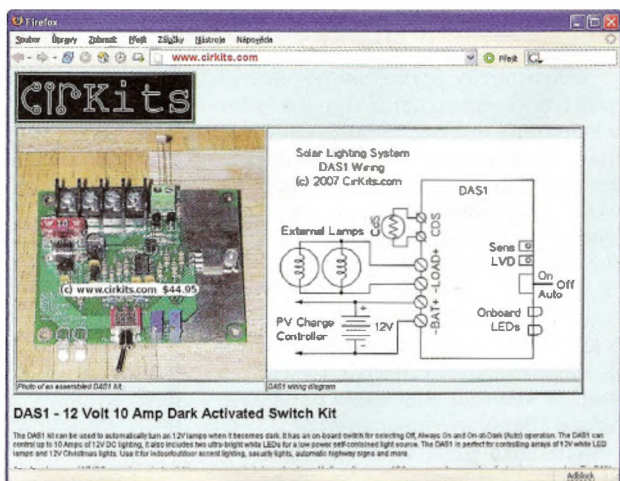 Firefox
Soubor Úpravy Zobrazit Přejít Záložky Nástroje Nápověda
www.cirkits.com
Přejít
CirKits
(c) www.cirkits.com $44.95
Solar Lighting System
DAS1 Wiring
(c) 2007 CirKits.com
DAS1
CdS
CDS
External Lamps
-LOAD+
Sens
LVD
On
Off
Auto
PV Charge
Controller
12V
-BAT+
Onboard
LEDs
Photo of an assembled DAS1 kit.
DAS1 wiring diagram
DAS1 - 12 Volt 10 Amp Dark Activated Switch Kit
The DAS1 kit can be used to automatically turn on 12V lamps when it becomes dark. It has an on-board switch for selecting Off, Always On and On-at-Dark (Auto) operation. The DAS1 can
control up to 10 Amps of 12V DC lighting, it also includes two ultra-bright white LEDs for a low power self-contained light source. The DAS1 is perfect for controlling arrays of 12V white LED
lamps and 12V Christmas lights. Use it for indoor/outdoor accent lighting, security lights, automatic highway signs and more.
Adblock